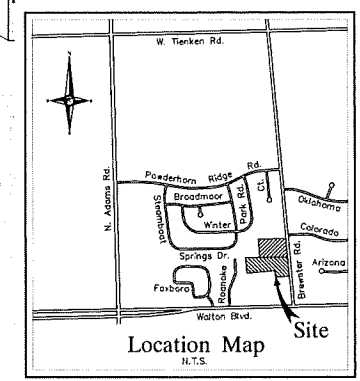 W. Tienken Rd.
N. Adams Rd.
Powderhorn Ridge Rd.
Broadmoor
Steamboat
Winter
Park Rd.
Ct.
Springs Dr.
Foxboro
Roanoke
Oklahoma
Colorado
Arizona
Brewster Rd.
Walton Blvd.
Site
Location Map
N.T.S.